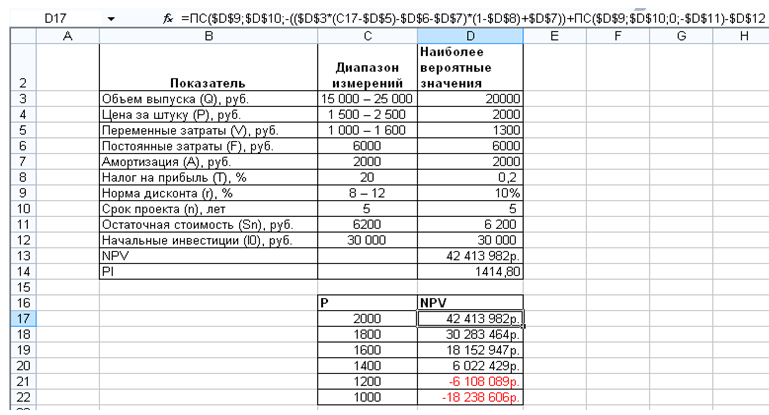 D17 fx =ПС($D$9;$D$10;-(($D$3*(C17-$D$5)-$D$6-$D$7)*(1-$D$8)+$D$7))+ПС($D$9;$D$10;0;-$D$11)-$D$12
A B C D E F G H
2 Показатель Диапазон измерений Наиболее вероятные значения
3 Объем выпуска (Q), руб. 15 000 – 25 000 20000
4 Цена за штуку (P), руб. 1 500 – 2 500 2000
5 Переменные затраты (V), руб. 1 000 – 1 600 1300
6 Постоянные затраты (F), руб. 6000 6000
7 Амортизация (А), руб. 2000 2000
8 Налог на прибыль (Т), % 20 0,2
9 Норма дисконта (r), % 8 – 12 10%
10 Срок проекта (n), лет 5 5
11 Остаточная стоимость (Sn), руб. 6200 6 200
12 Начальные инвестиции (I0), руб. 30 000 30 000
13 NPV 42 413 982р.
14 PI 1414,80
15
16 P NPV
17 2000 42 413 982р.
18 1800 30 283 464р.
19 1600 18 152 947р.
20 1400 6 022 429р.
21 1200 -6 108 089р.
22 1000 -18 238 606р.